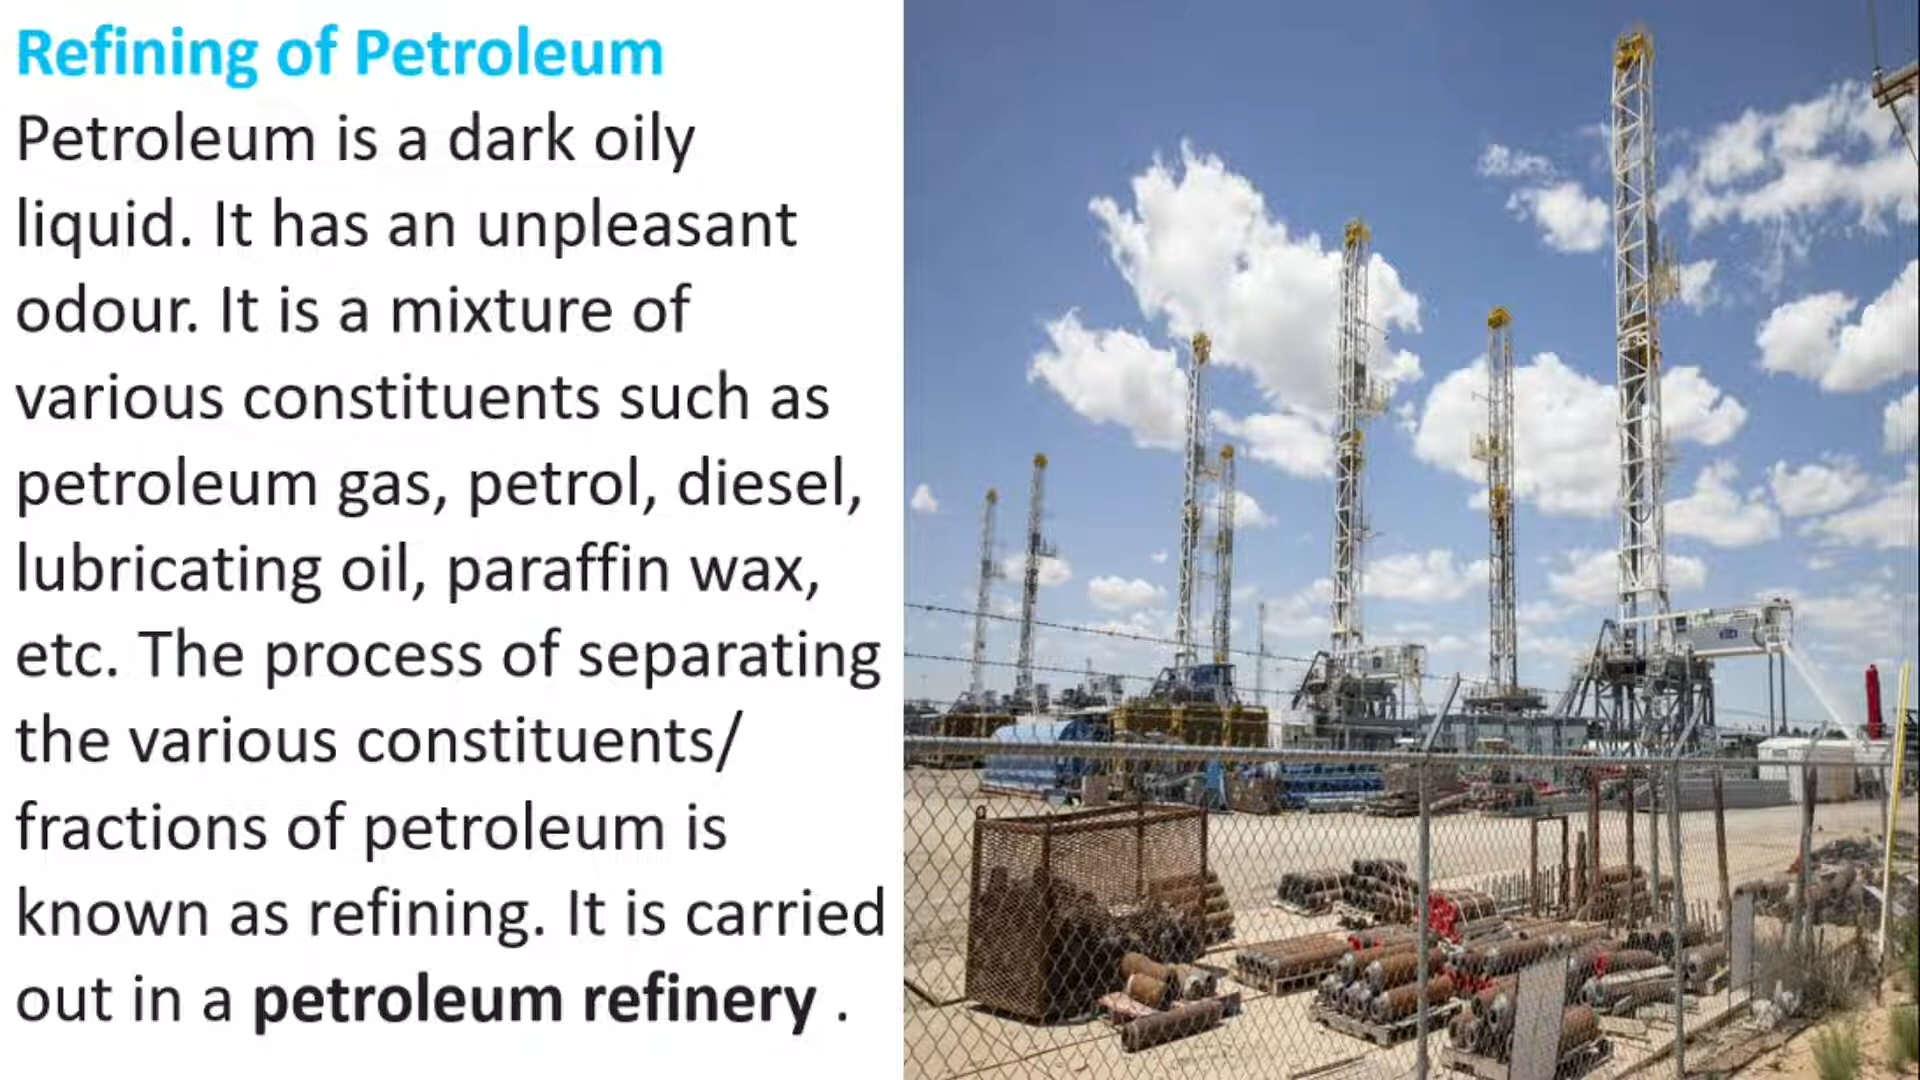 Refining of Petroleum
Petroleum is a dark oily
liquid. It has an unpleasant
odour. It is a mixture of
various constituents such as
petroleum gas, petrol, diesel,
lubricating oil, paraffin wax,
etc. The process of separating
the various constituents/
fractions of petroleum is
known as refining. It is carried
out in a petroleum refinery .